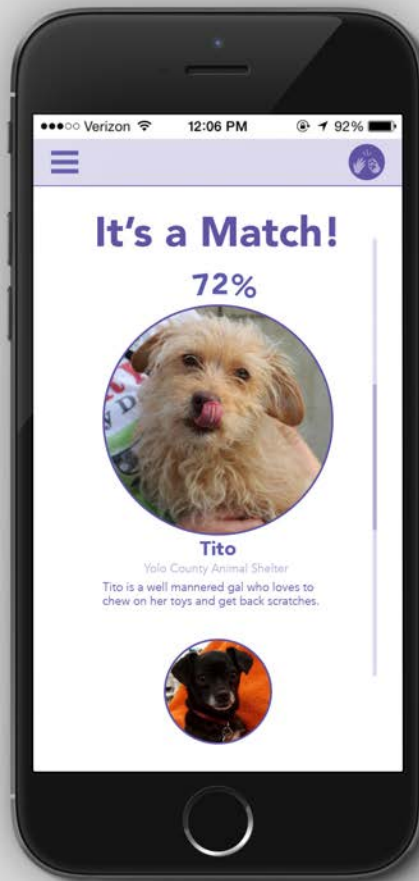 Verizon 12:06 PM 92%
It's a Match!
72%
Tito
Yolo County Animal Shelter
Tito is a well mannered gal who loves to
chew on her toys and get back scratches.